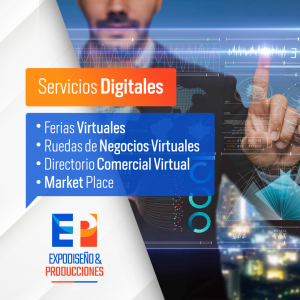 Servicios Digitales
• Ferias Virtuales
• Ruedas de Negocios Virtuales
• Directorio Comercial Virtual
• Market Place
EP
EXPODISEÑO &
PRODUCCIONES